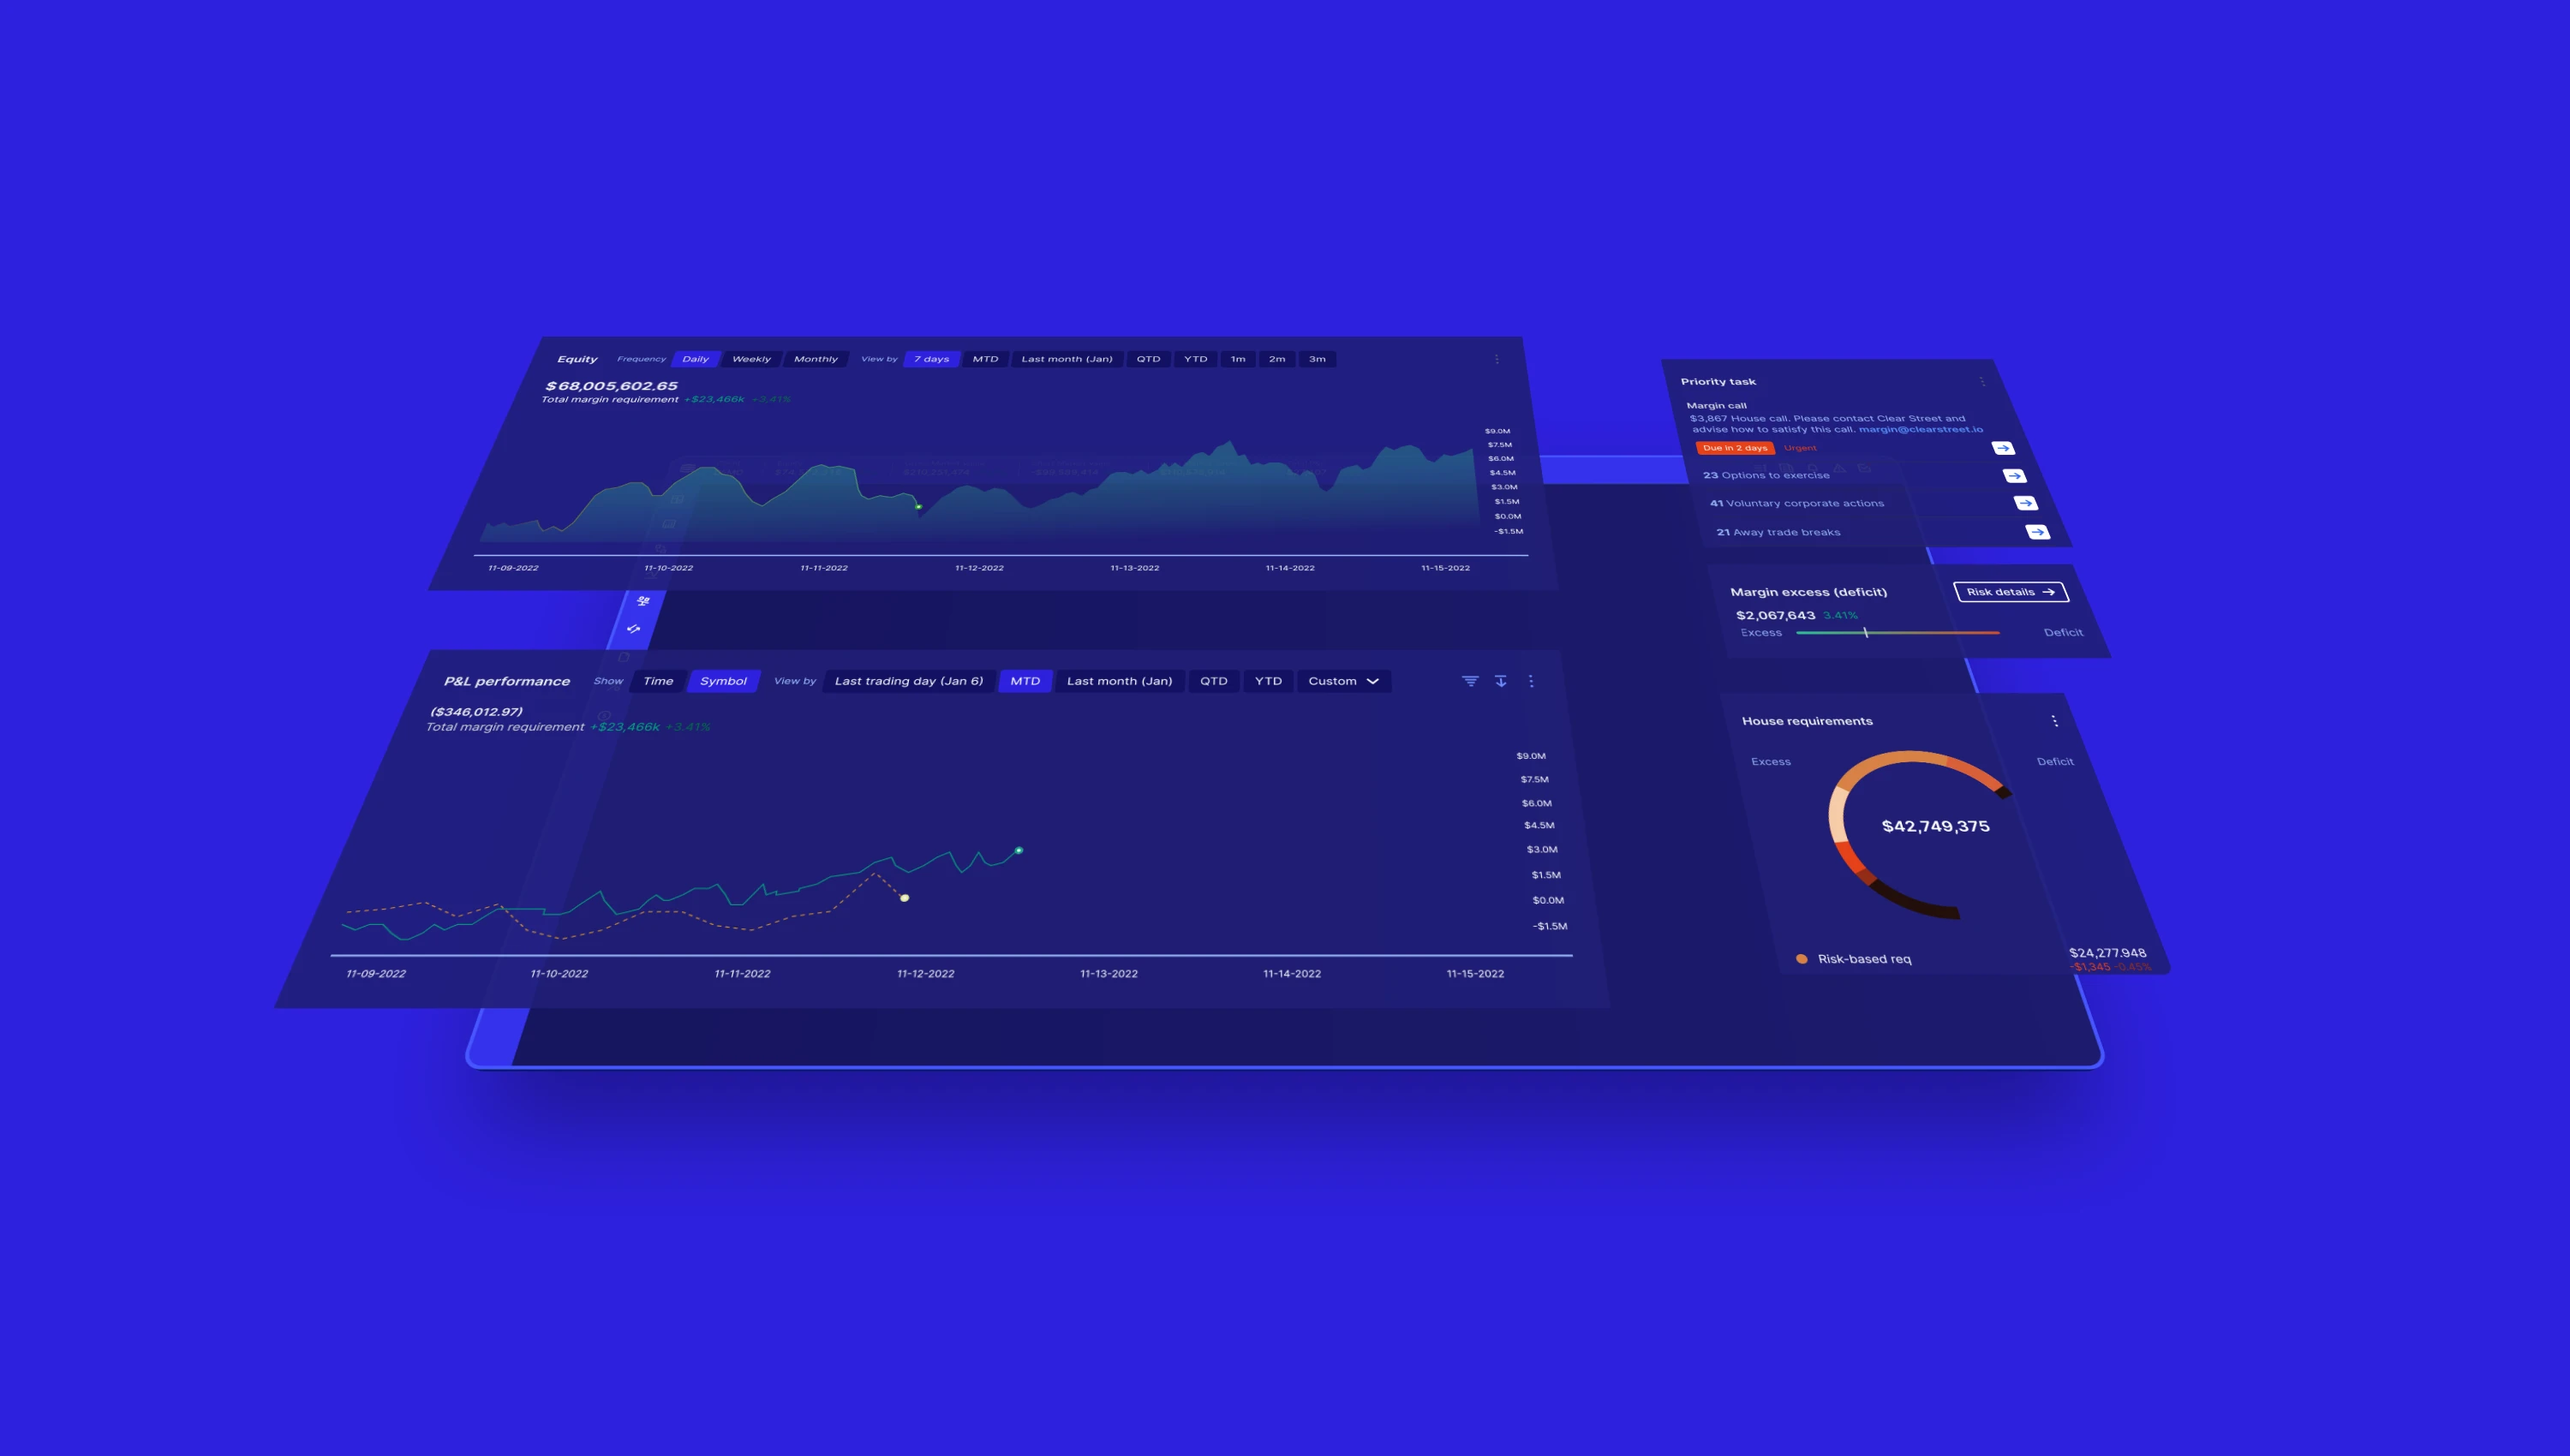 Equity Frequency Daily Weekly Monthly View by 7 days MTD Last month (Jan) QTD YTD 1m 2m 3m
$68,005,602.65
Total margin requirement +$23,466k +3.41%
$9.0M
$7.5M
$6.0M
$4.5M
$3.0M
$1.5M
$0.0M
-$1.5M
11-09-2022 11-10-2022 11-11-2022 11-12-2022 11-13-2022 11-14-2022 11-15-2022
Priority task
Margin call
$3,867 House call. Please contact Clear Street and
advise how to satisfy this call. margin@clearstreet.io
Due in 2 days Urgent
23 Options to exercise
41 Voluntary corporate actions
21 Away trade breaks
Margin excess (deficit) Risk details
$2,067,643 3.41%
Excess Deficit
P&L performance Show Time Symbol View by Last trading day (Jan 6) MTD Last month (Jan) QTD YTD Custom
($346,012.97)
Total margin requirement +$23,466k +3.41%
$9.0M
$7.5M
$6.0M
$4.5M
$3.0M
$1.5M
$0.0M
-$1.5M
11-09-2022 11-10-2022 11-11-2022 11-12-2022 11-13-2022 11-14-2022 11-15-2022
House requirements
Excess Deficit
$42,749,375
Risk-based req $24,277.948
-$1,345 -0.45%